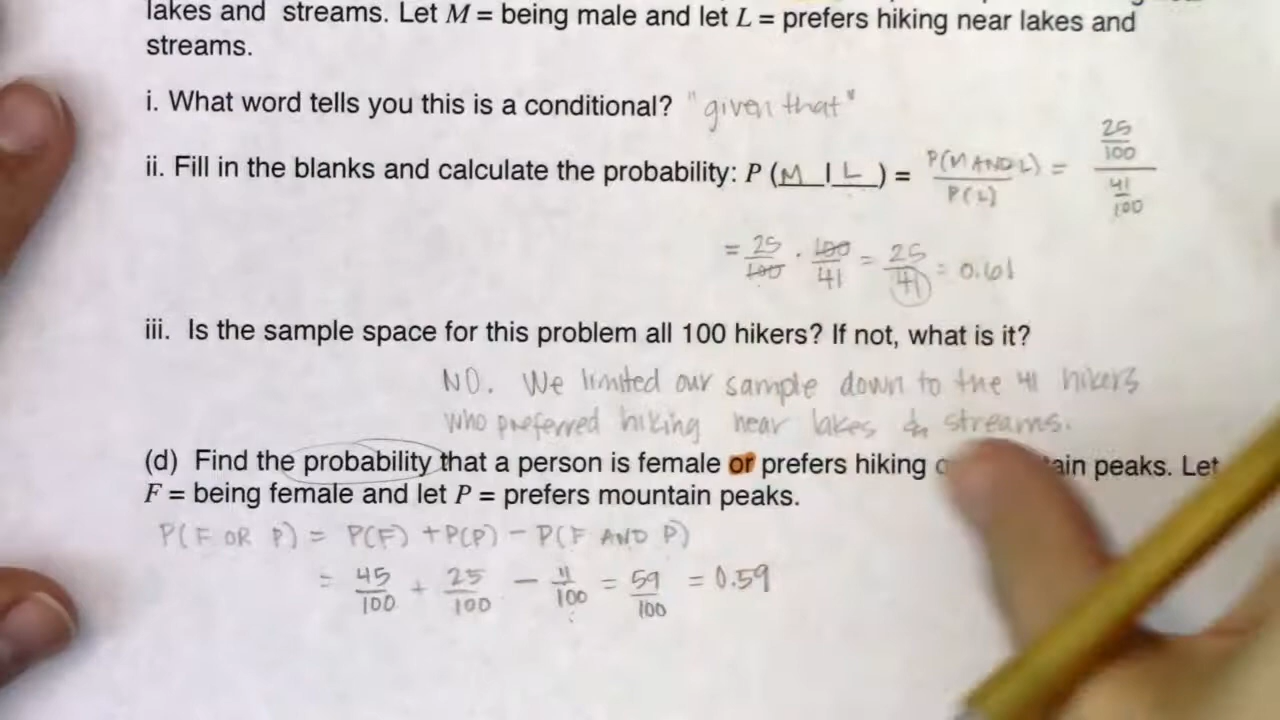 lakes and streams. Let M = being male and let L = prefers hiking near lakes and
streams.
i. What word tells you this is a conditional? "given that"
ii. Fill in the blanks and calculate the probability: P (M | L) = P(M AND L)/P(L) = 25/100 / 41/100
= 25/100 · 100/41 = 25/41 = 0.61
iii. Is the sample space for this problem all 100 hikers? If not, what is it?
NO. We limited our sample down to the 41 hikers
who preferred hiking near lakes & streams.
(d) Find the probability that a person is female or prefers hiking ain peaks. Let
F = being female and let P = prefers mountain peaks.
P(F OR P) = P(F) + P(P) - P(F AND P)
= 45/100 + 25/100 - 11/100 = 59/100 = 0.59